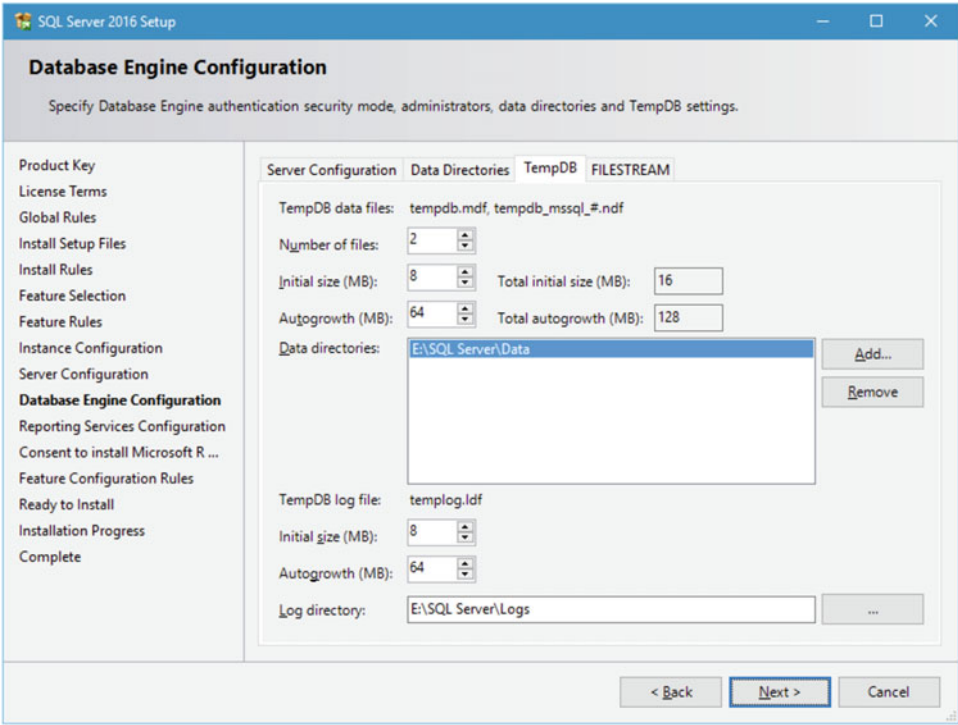 SQL Server 2016 Setup
Database Engine Configuration
Specify Database Engine authentication security mode, administrators, data directories and TempDB settings.
Product Key
License Terms
Global Rules
Install Setup Files
Install Rules
Feature Selection
Feature Rules
Instance Configuration
Server Configuration
Database Engine Configuration
Reporting Services Configuration
Consent to install Microsoft R ...
Feature Configuration Rules
Ready to Install
Installation Progress
Complete
Server Configuration Data Directories TempDB FILESTREAM
TempDB data files: tempdb.mdf, tempdb_mssql_#.ndf
Number of files: 2
Initial size (MB): 8 Total initial size (MB): 16
Autogrowth (MB): 64 Total autogrowth (MB): 128
Data directories: E:\SQL Server\Data Add...
Remove
TempDB log file: templog.ldf
Initial size (MB): 8
Autogrowth (MB): 64
Log directory: E:\SQL Server\Logs ...
< Back Next > Cancel